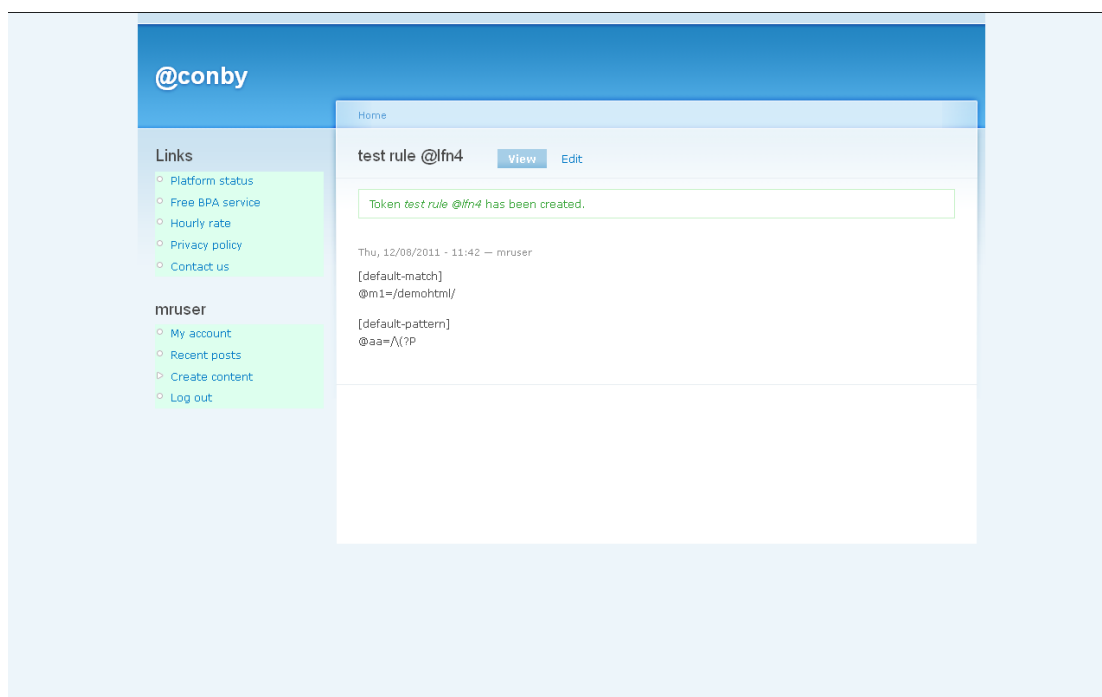 @conby
Home
Links
Platform status
Free BPA service
Hourly rate
Privacy policy
Contact us
mruser
My account
Recent posts
Create content
Log out
test rule @lfn4
View
Edit
Token test rule @lfn4 has been created.
Thu, 12/08/2011 - 11:42 — mruser
[default-match]
@m1=/demohtml/
[default-pattern]
@aa=/\(?P